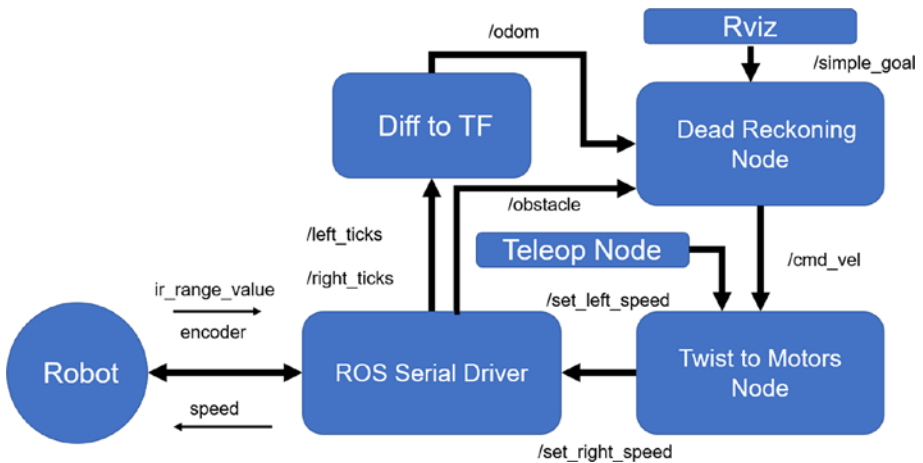 /odom
Rviz
/simple_goal
Diff to TF
Dead Reckoning
Node
/obstacle
/left_ticks
/right_ticks
Teleop Node
/cmd_vel
ir_range_value
encoder
/set_left_speed
Robot
ROS Serial Driver
Twist to Motors
Node
speed
/set_right_speed